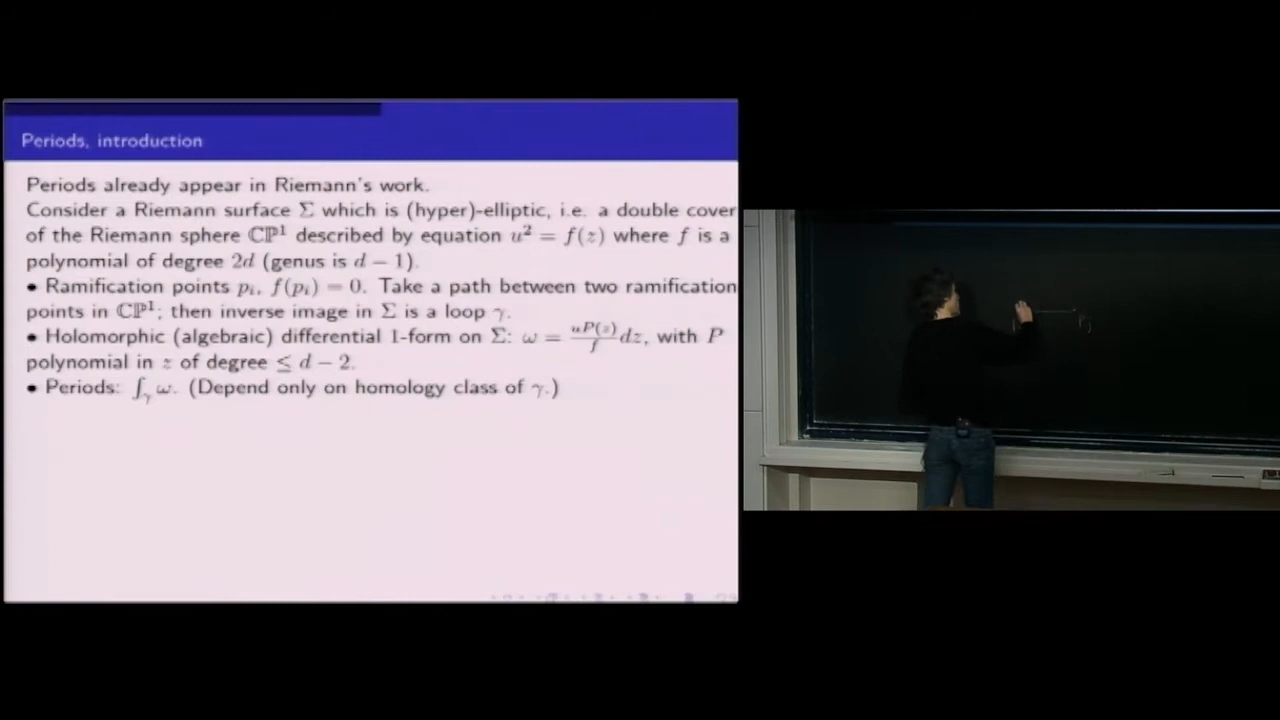 Periods, introduction
Periods already appear in Riemann's work.
Consider a Riemann surface Σ which is (hyper)-elliptic, i.e. a double cover
of the Riemann sphere ℂℙ¹ described by equation u² = f(z) where f is a
polynomial of degree 2d (genus is d − 1).
• Ramification points pᵢ, f(pᵢ) = 0. Take a path between two ramification
points in ℂℙ¹; then inverse image in Σ is a loop γ.
• Holomorphic (algebraic) differential 1-form on Σ: ω = uP(z)/f dz, with P
polynomial in z of degree ≤ d − 2.
• Periods: ∫_γ ω. (Depend only on homology class of γ.)